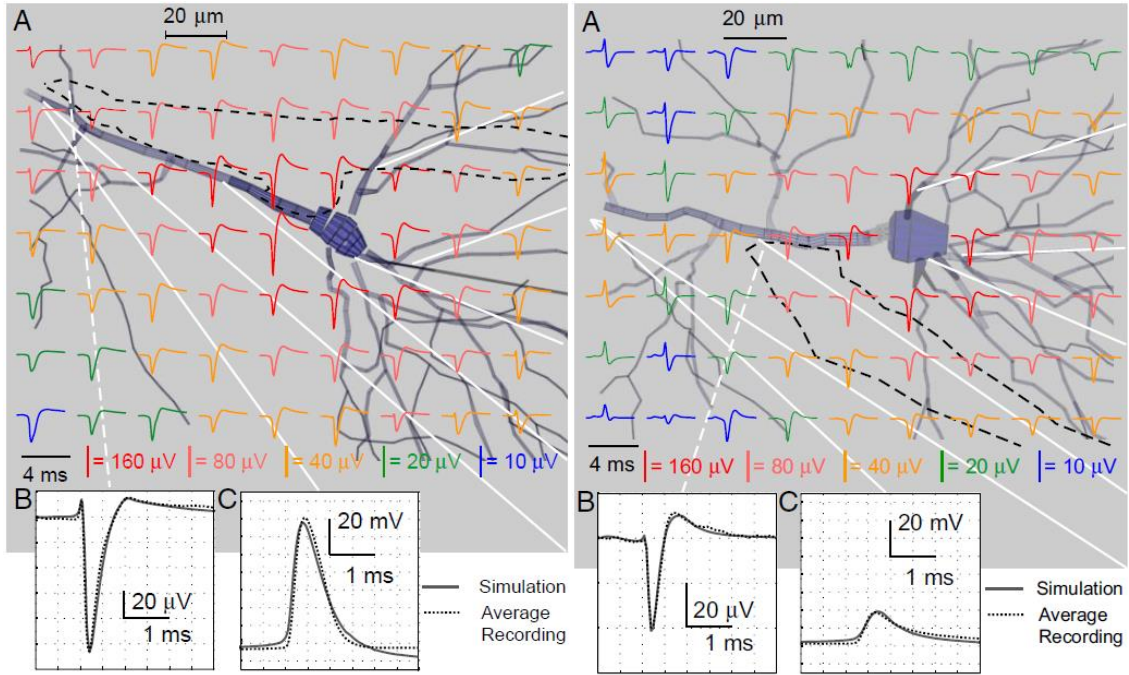 A
20 μm
4 ms
= 160 μV
= 80 μV
= 40 μV
= 20 μV
= 10 μV
B
20 μV
1 ms
C
20 mV
1 ms
Simulation
Average
Recording
A
20 μm
4 ms
= 160 μV
= 80 μV
= 40 μV
= 20 μV
= 10 μV
B
20 μV
1 ms
C
20 mV
1 ms
Simulation
Average
Recording